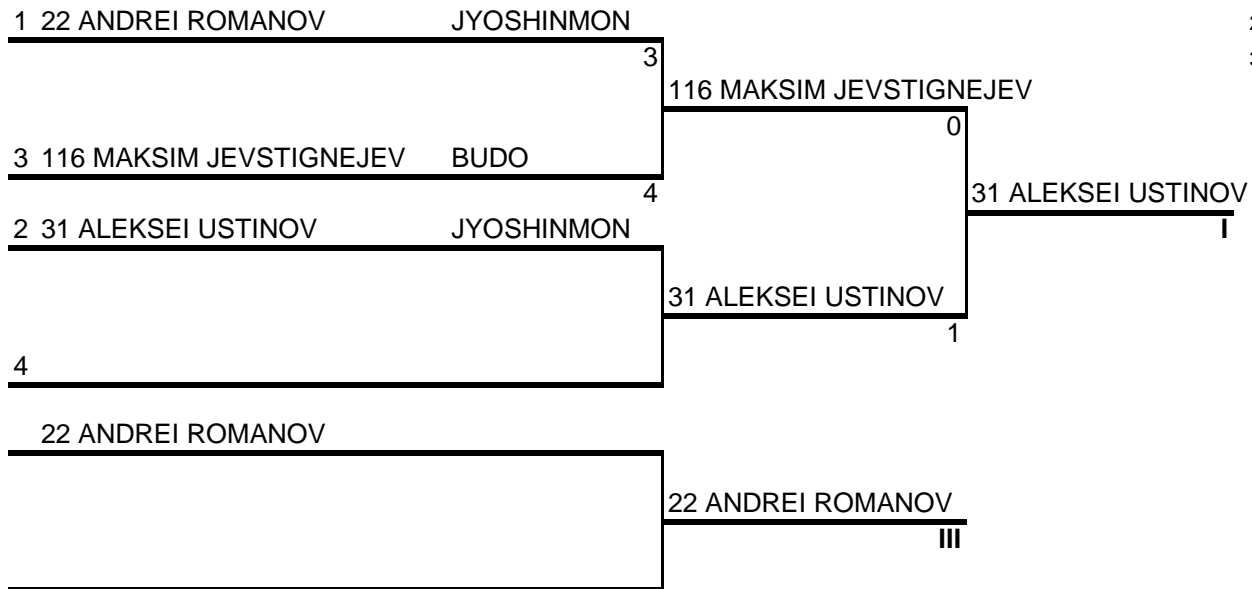 1 22 ANDREI ROMANOV JYOSHINMON
3
116 MAKSIM JEVSTIGNEJEV
0
3 116 MAKSIM JEVSTIGNEJEV BUDO
4
31 ALEKSEI USTINOV
I
2 31 ALEKSEI USTINOV JYOSHINMON
31 ALEKSEI USTINOV
1
4
22 ANDREI ROMANOV
22 ANDREI ROMANOV
III